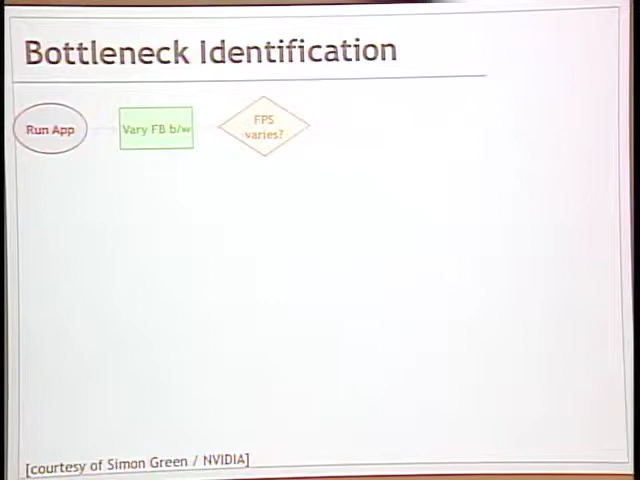 Bottleneck Identification
Run App
Vary FB b/w
FPS
varies?
[courtesy of Simon Green / NVIDIA]